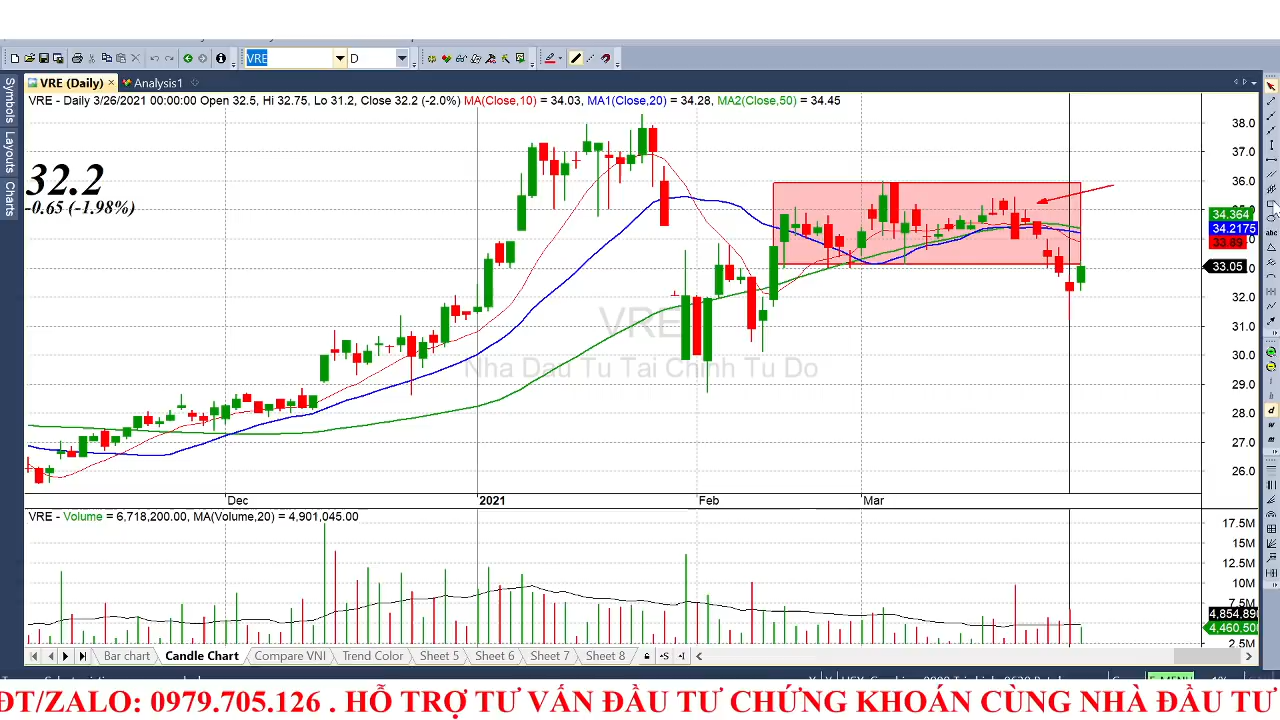 VRE D
VRE (Daily) × Analysis1
Symbols
Layouts
Charts
VRE - Daily 3/26/2021 00:00:00 Open 32.5, Hi 32.75, Lo 31.2, Close 32.2 (-2.0%) MA(Close,10) = 34.03, MA1(Close,20) = 34.28, MA2(Close,50) = 34.45
32.2
-0.65 (-1.98%)
38.0
37.0
36.0
34.364
34.2175
33.89
33.05
32.0
31.0
30.0
29.0
28.0
27.0
26.0
VRE
Nha Dau Tu Tai Chinh Tu Do
Dec 2021 Feb Mar
VRE - Volume = 6,718,200.00, MA(Volume,20) = 4,901,045.00
17.5M
15M
12.5M
10M
7.5M
4,854,890
4,460,500
2.5M
Bar chart Candle Chart Compare VNI Trend Color Sheet 5 Sheet 6 Sheet 7 Sheet 8
ĐT/ZALO: 0979.705.126 . HỖ TRỢ TƯ VẤN ĐẦU TƯ CHỨNG KHOÁN CÙNG NHÀ ĐẦU TƯ